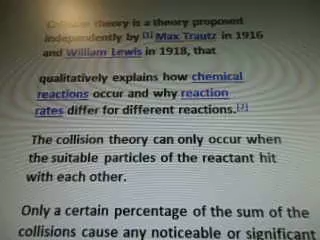 Collision theory is a theory proposed
independently by [1] Max Trautz in 1916
and William Lewis in 1918, that
qualitatively explains how chemical
reactions occur and why reaction
rates differ for different reactions.[2]
The collision theory can only occur when
the suitable particles of the reactant hit
with each other.
Only a certain percentage of the sum of the
collisions cause any noticeable or significant